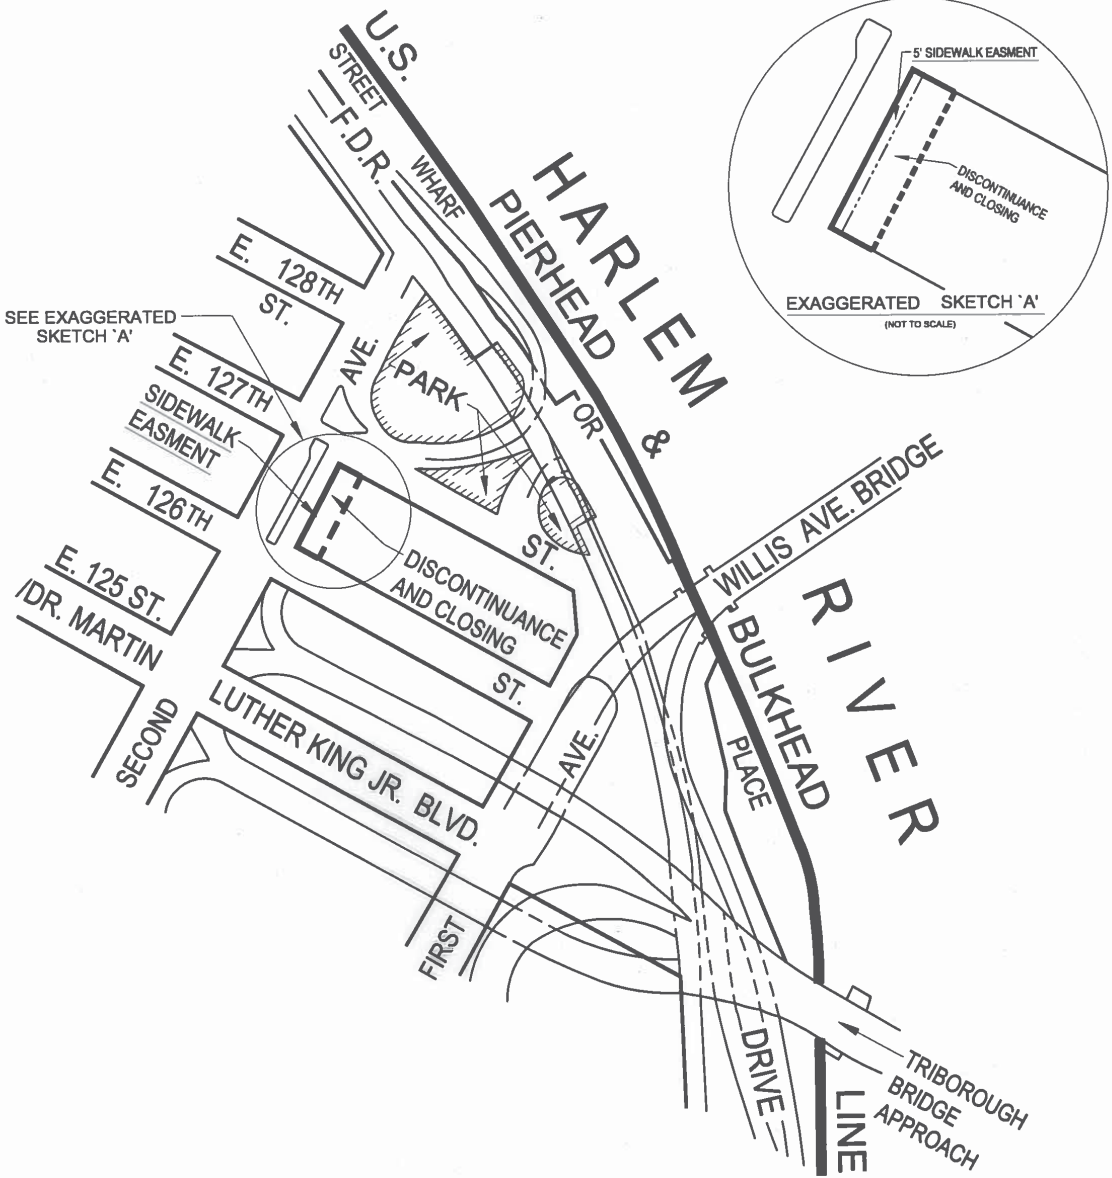 U.S.
PIERHEAD
&
BULKHEAD
LINE
HARLEM
RIVER
STREET
WHARF
OR
PLACE
F.D.R.
DRIVE
5' SIDEWALK EASMENT
DISCONTINUANCE
AND CLOSING
EXAGGERATED SKETCH `A'
(NOT TO SCALE)
E. 128TH
ST.
SEE EXAGGERATED
SKETCH `A'
E. 127TH
ST.
AVE.
PARK
SIDEWALK
EASMENT
E. 126TH
ST.
DISCONTINUANCE
AND CLOSING
E. 125 ST.
/DR. MARTIN
LUTHER KING JR. BLVD.
SECOND
FIRST
AVE.
WILLIS AVE. BRIDGE
TRIBOROUGH
BRIDGE
APPROACH